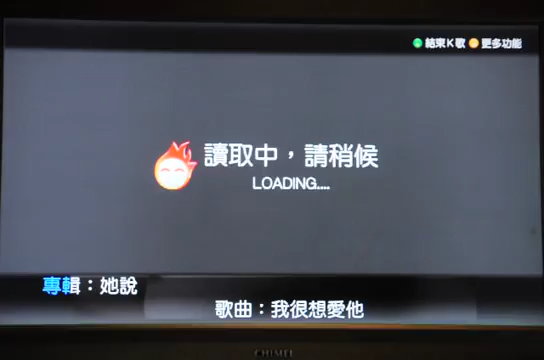 結束K歌 更多功能
讀取中，請稍候
LOADING....
專輯：她說
歌曲：我很想愛他
CHIMEI